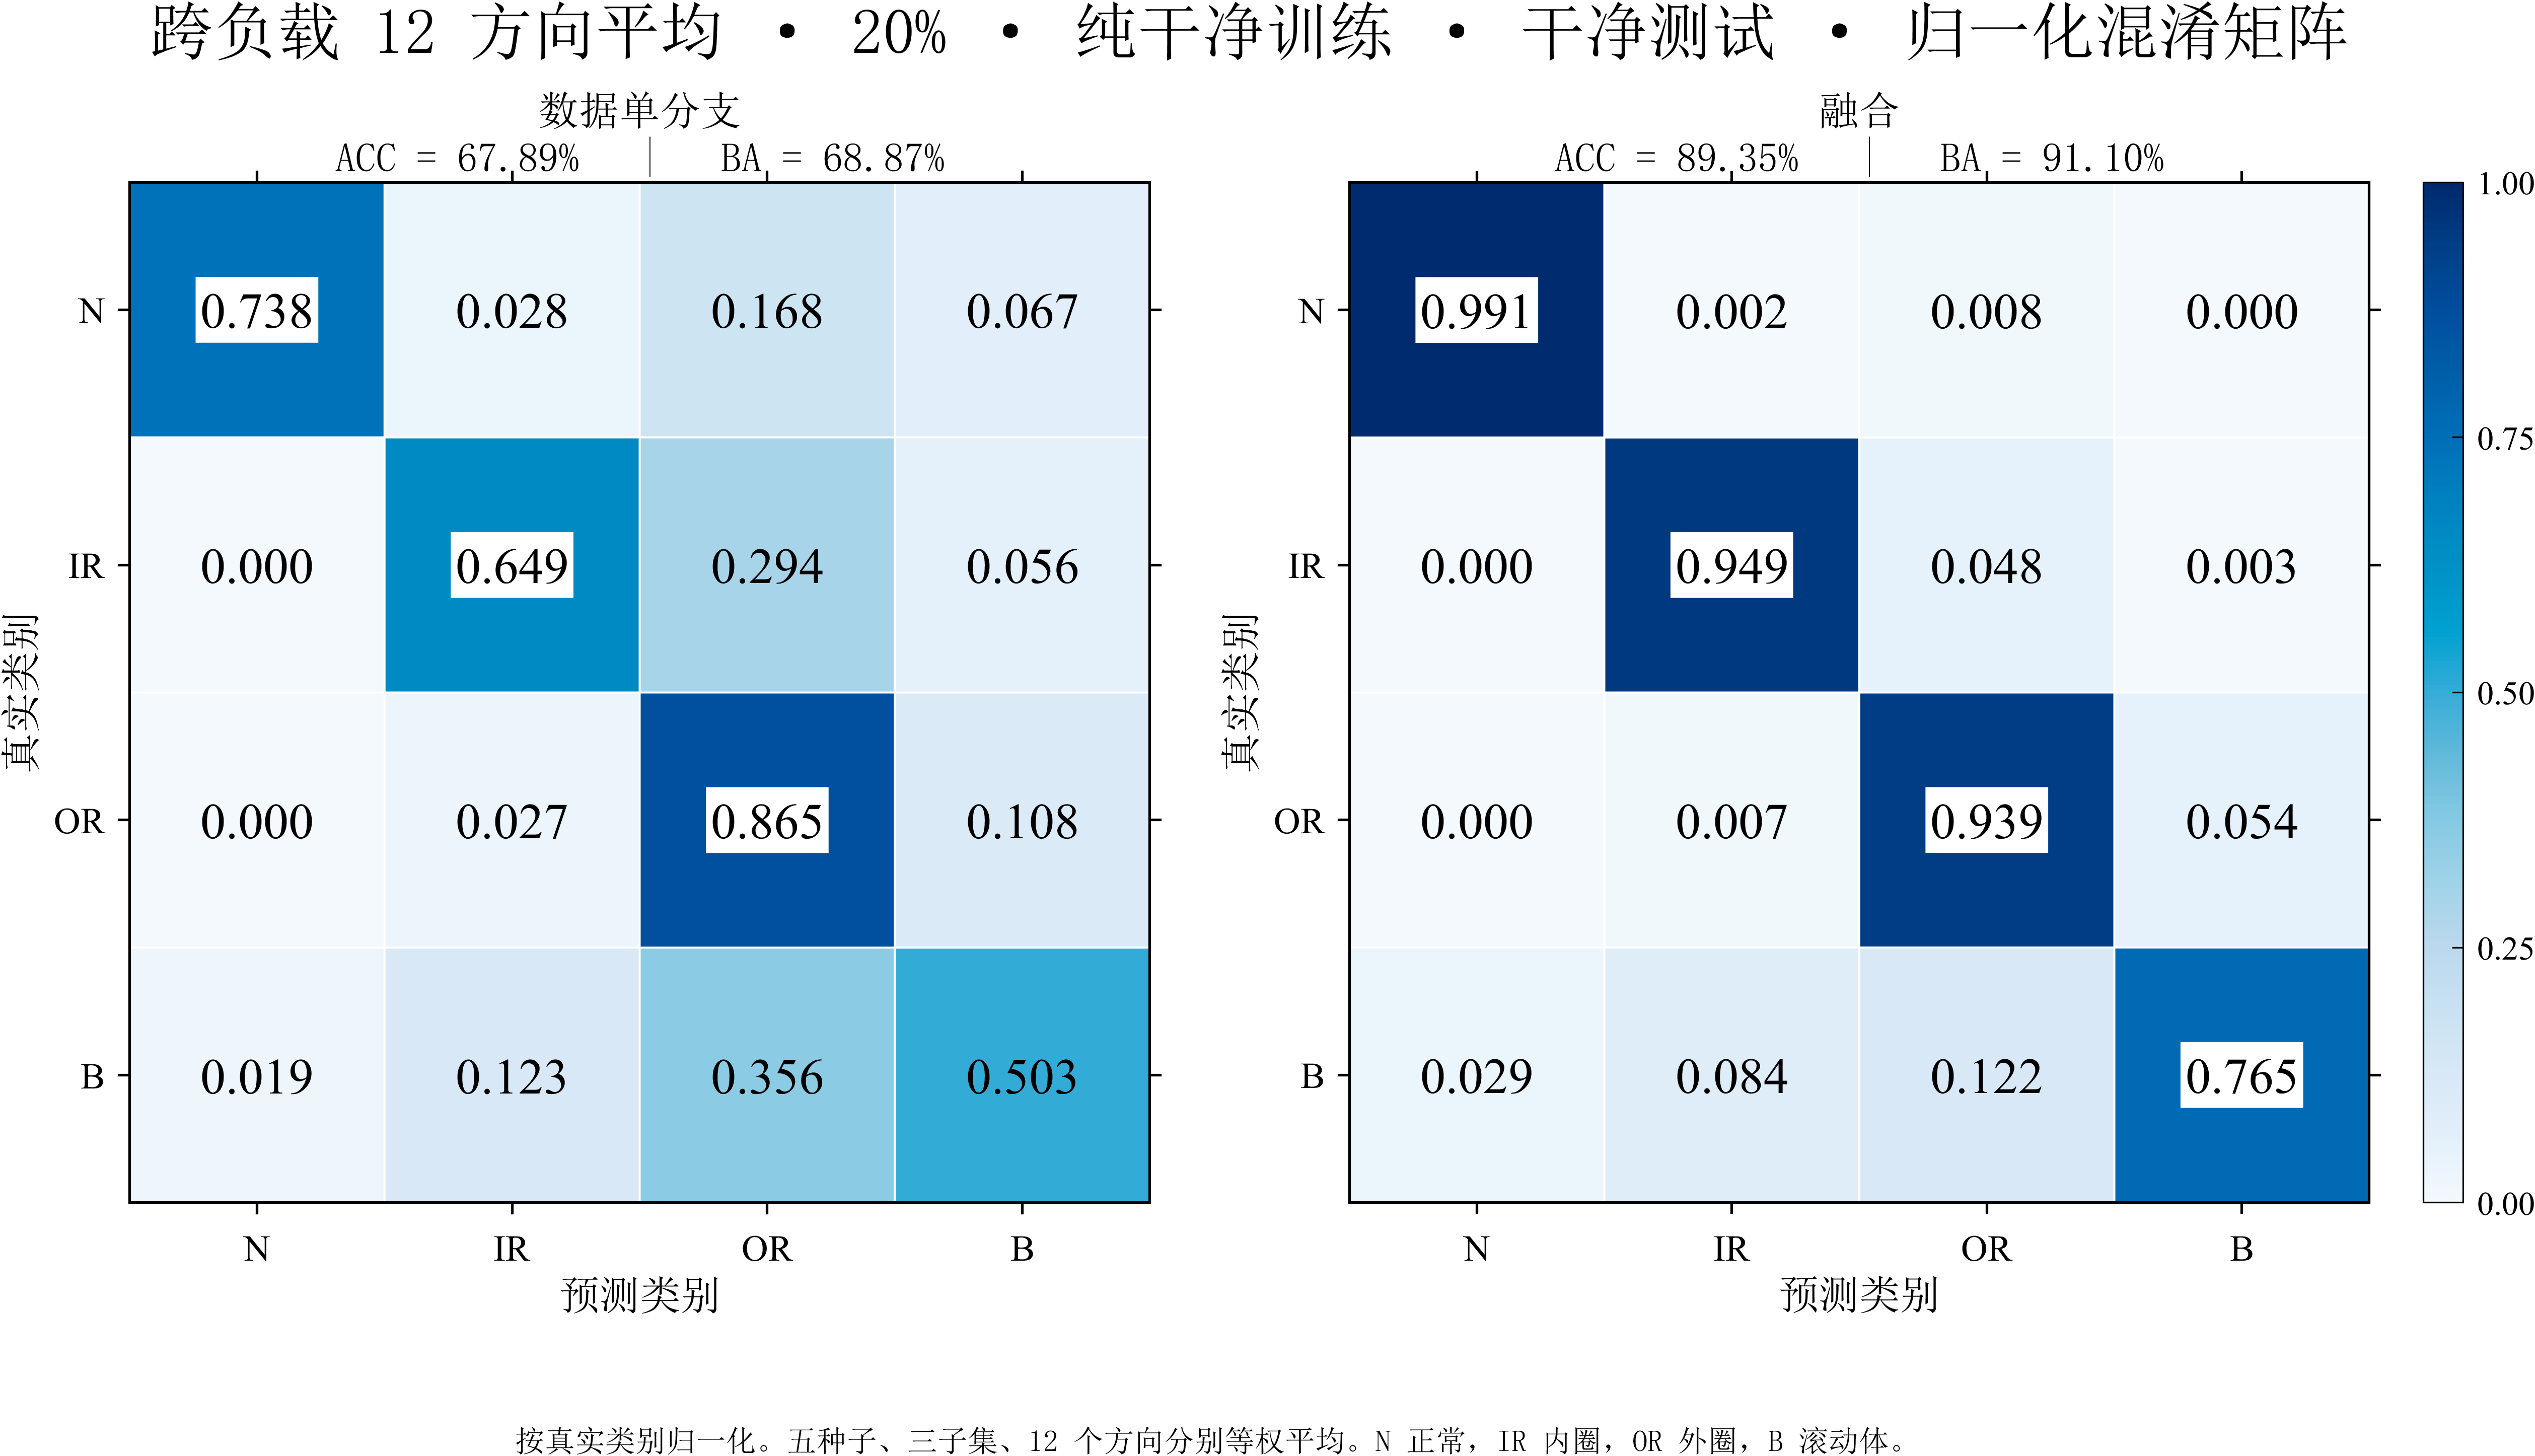 跨负载 12 方向平均 • 20% • 纯干净训练 • 干净测试 • 归一化混淆矩阵
数据单分支
ACC = 67.89% | BA = 68.87%
N 0.738 0.028 0.168 0.067
IR 0.000 0.649 0.294 0.056
OR 0.000 0.027 0.865 0.108
B 0.019 0.123 0.356 0.503
真实类别
N IR OR B
预测类别
融合
ACC = 89.35% | BA = 91.10%
N 0.991 0.002 0.008 0.000
IR 0.000 0.949 0.048 0.003
OR 0.000 0.007 0.939 0.054
B 0.029 0.084 0.122 0.765
真实类别
N IR OR B
预测类别
1.00
0.75
0.50
0.25
0.00
按真实类别归一化。五种子、三子集、12 个方向分别等权平均。N 正常，IR 内圈，OR 外圈，B 滚动体。